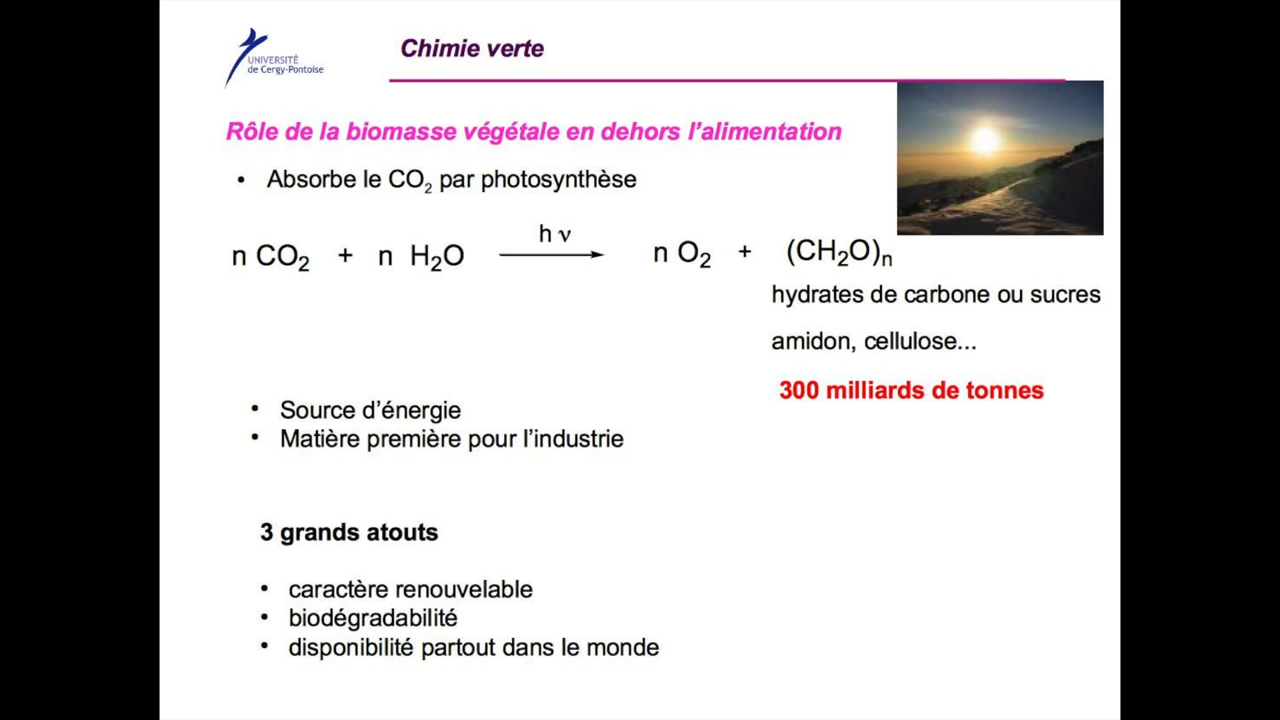 UNIVERSITÉ
de Cergy-Pontoise
Chimie verte
Rôle de la biomasse végétale en dehors l’alimentation
• Absorbe le CO₂ par photosynthèse
n CO₂ + n H₂O h ν n O₂ + (CH₂O)ₙ
hydrates de carbone ou sucres
amidon, cellulose...
300 milliards de tonnes
• Source d’énergie
• Matière première pour l’industrie
3 grands atouts
• caractère renouvelable
• biodégradabilité
• disponibilité partout dans le monde